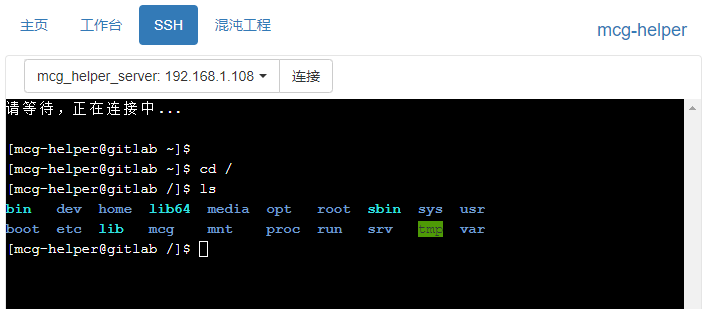 主页 工作台 SSH 混沌工程 mcg-helper
mcg_helper_server: 192.168.1.108 连接
请等待，正在连接中...
[mcg-helper@gitlab ~]$
[mcg-helper@gitlab ~]$ cd /
[mcg-helper@gitlab /]$ ls
bin dev home lib64 media opt root sbin sys usr
boot etc lib mcg mnt proc run srv tmp var
[mcg-helper@gitlab /]$